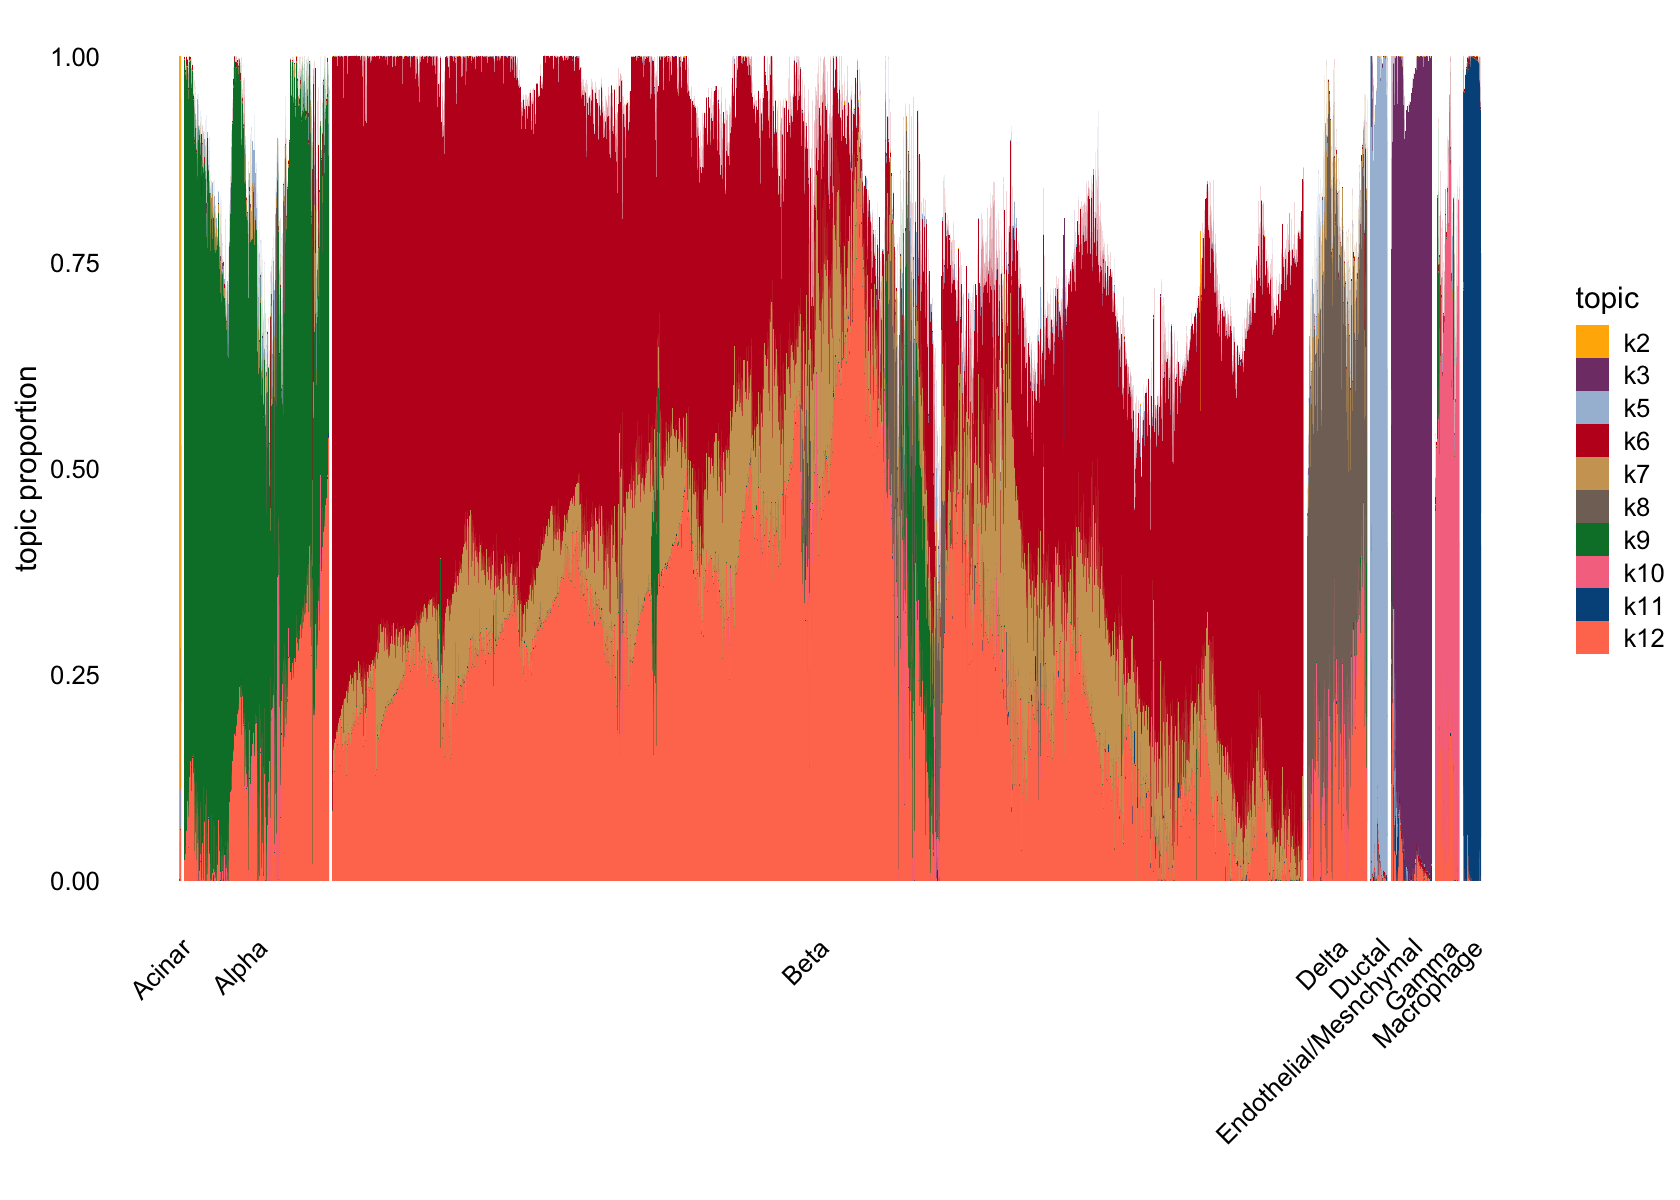 1.00
0.75
0.50
0.25
0.00
topic proportion
Acinar
Alpha
Beta
Delta
Ductal
Endothelial/Mesnchymal
Gamma
Macrophage
topic
k2
k3
k5
k6
k7
k8
k9
k10
k11
k12